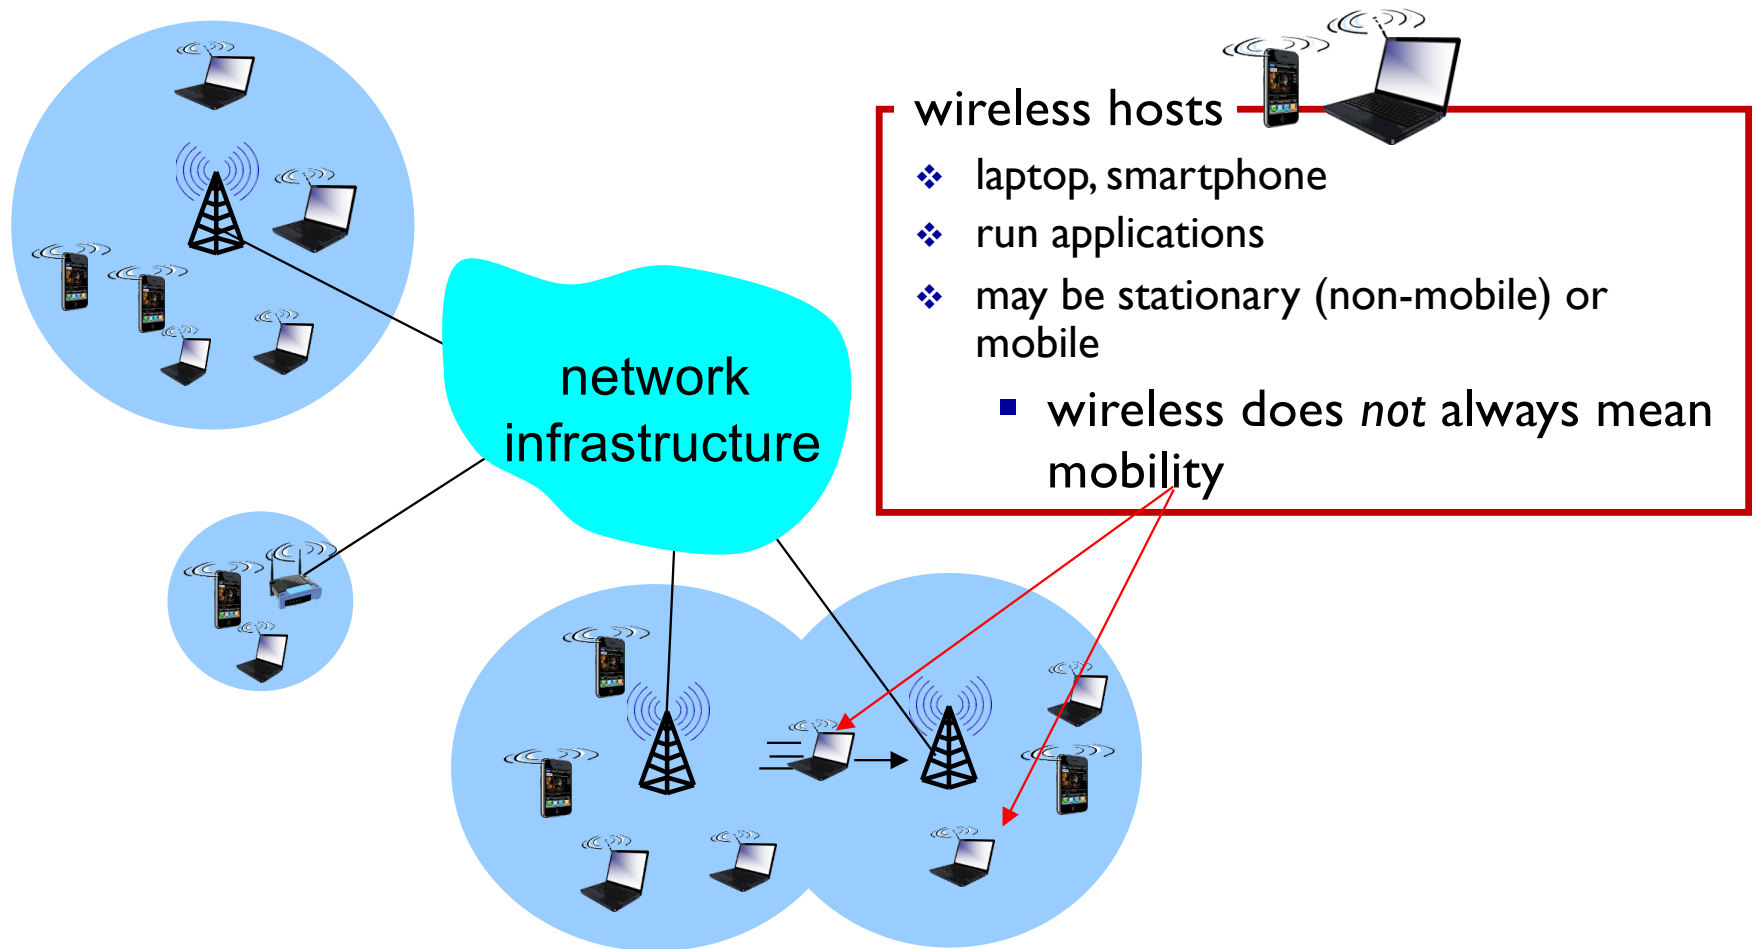 wireless hosts
❖ laptop, smartphone
❖ run applications
❖ may be stationary (non-mobile) or
mobile
▪ wireless does not always mean
mobility
network
infrastructure